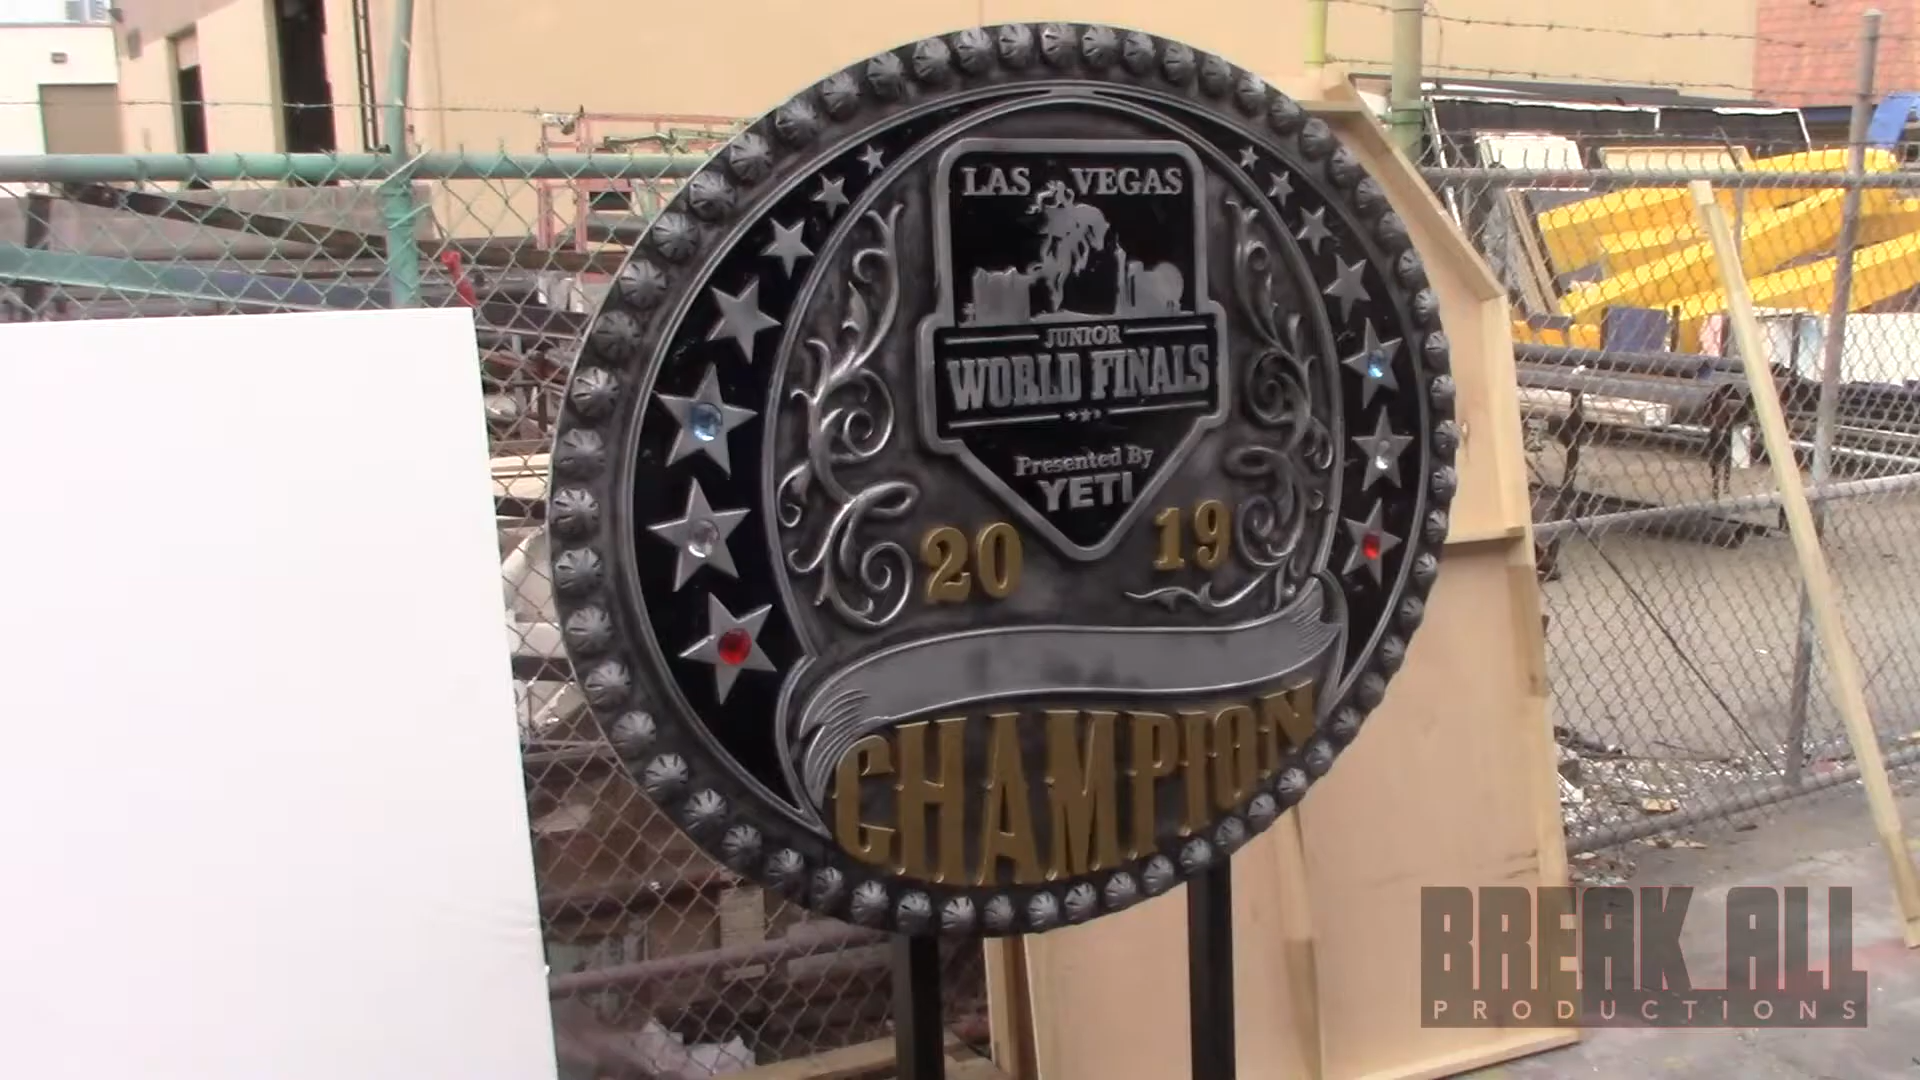 LAS VEGAS
JUNIOR
WORLD FINALS
Presented By
YETI
20 19
CHAMPION
BREAK ALL
PRODUCTIONS